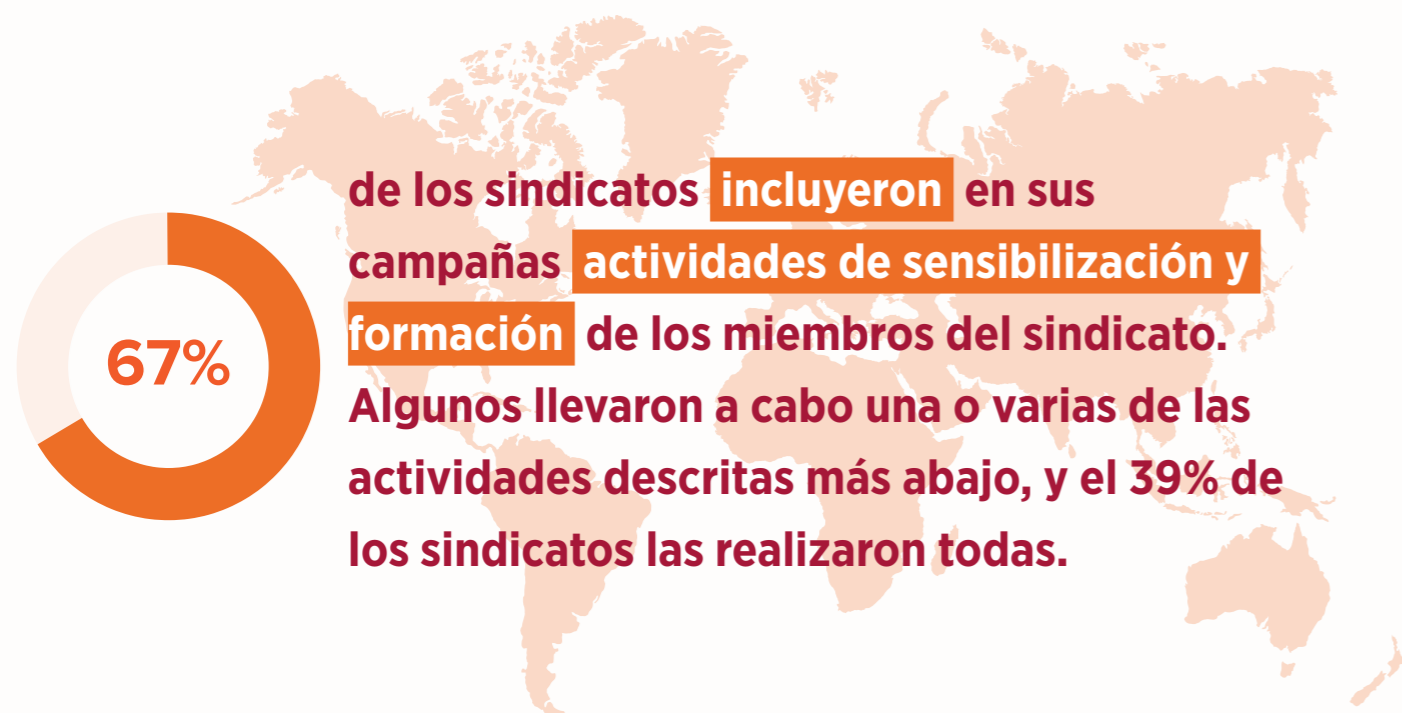 67%
de los sindicatos incluyeron en sus
campañas actividades de sensibilización y
formación de los miembros del sindicato.
Algunos llevaron a cabo una o varias de las
actividades descritas más abajo, y el 39% de
los sindicatos las realizaron todas.